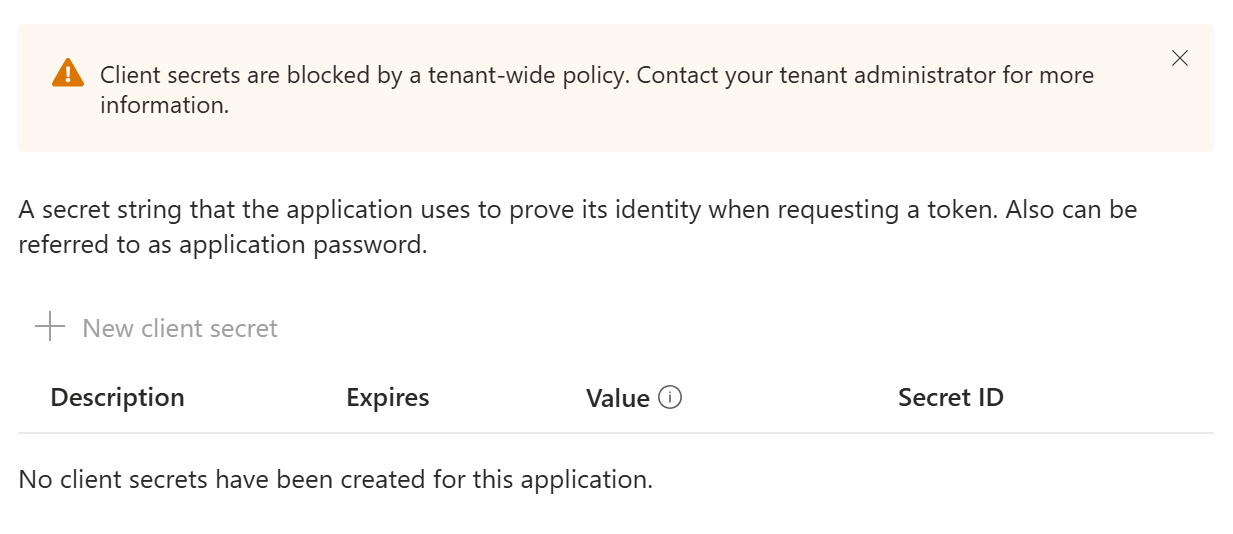 Client secrets are blocked by a tenant-wide policy. Contact your tenant administrator for more
information.
A secret string that the application uses to prove its identity when requesting a token. Also can be
referred to as application password.
New client secret
Description Expires Value Secret ID
No client secrets have been created for this application.